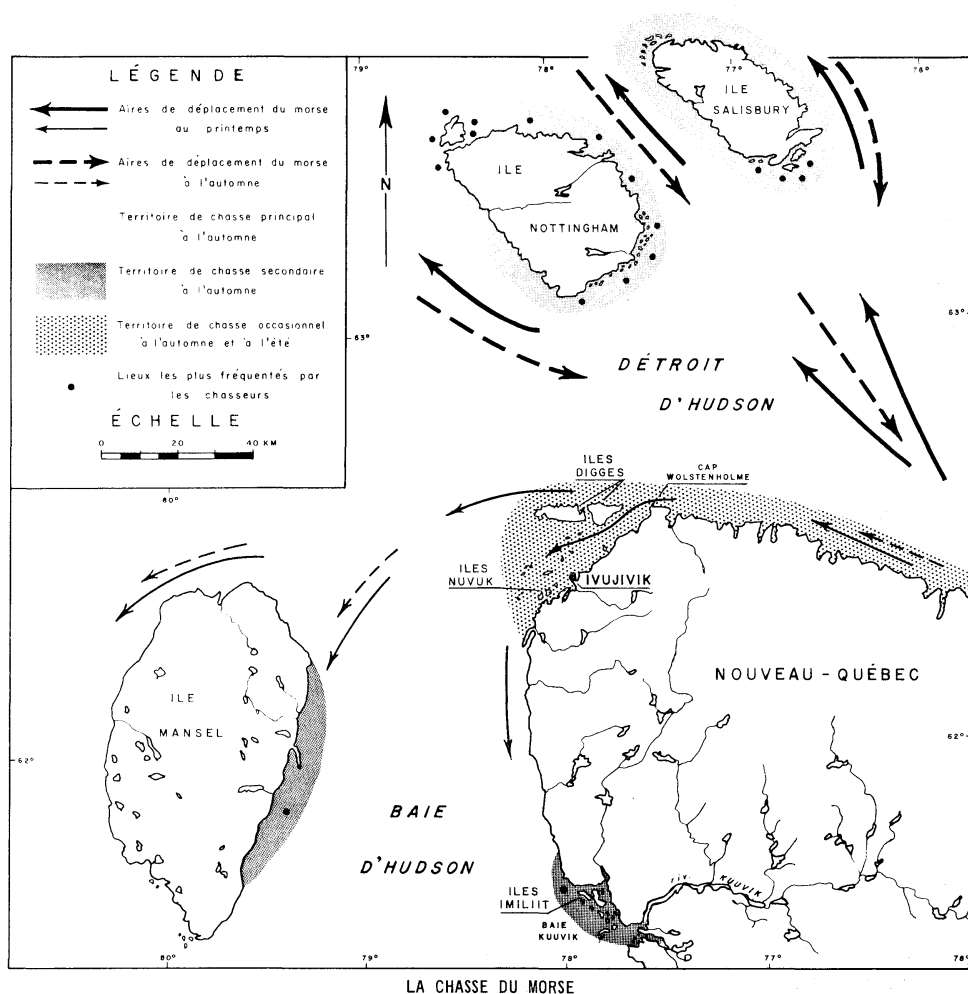 LÉGENDE
Aires de déplacement du morse
au printemps
Aires de déplacement du morse
à l'automne
Territoire de chasse principal
à l'automne
Territoire de chasse secondaire
à l'automne
Territoire de chasse occasionnel
à l'automne et à l'été
Lieux les plus fréquentés par
les chasseurs
ÉCHELLE
0 20 40 KM
79° 78° 77° 76°
N
ILE
SALISBURY
ILE
NOTTINGHAM
63° 63°
DÉTROIT
D'HUDSON
80°
ILES
DIGGES
CAP
WOLSTENHOLME
ILES
NUVUK
IVUJIVIK
NOUVEAU-QUÉBEC
ILE
MANSEL
62° 62°
BAIE
D'HUDSON
ILES
IMILIIT
BAIE
KUUVIK
riv. KUUVIK
80° 79° 78° 77° 76°
LA CHASSE DU MORSE